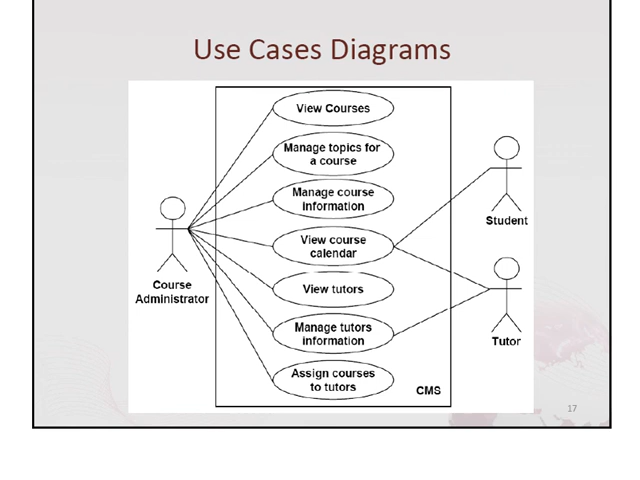 Use Cases Diagrams
View Courses
Manage topics for
a course
Manage course
information
View course
calendar
View tutors
Manage tutors
information
Assign courses
to tutors
CMS
Course
Administrator
Student
Tutor
17